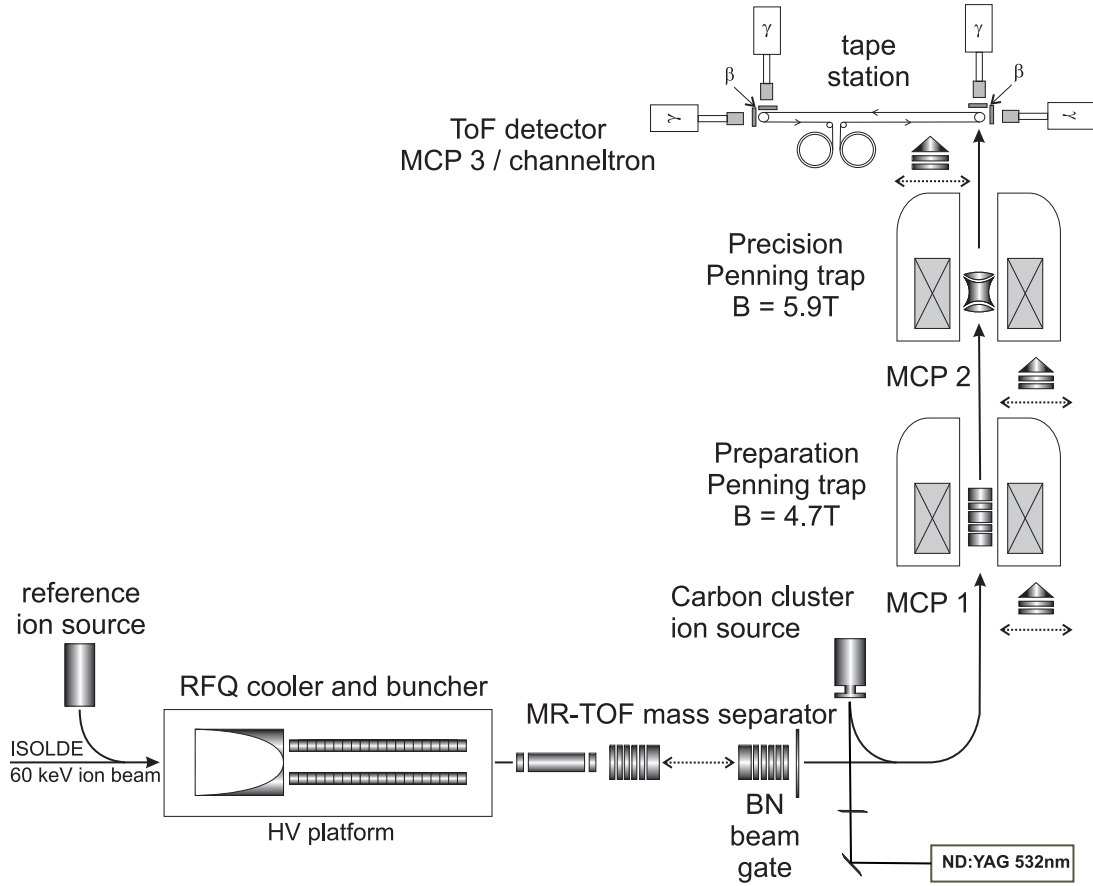 γ
γ
tape
station
β
β
γ
γ
ToF detector
MCP 3 / channeltron
Precision
Penning trap
B = 5.9T
MCP 2
Preparation
Penning trap
B = 4.7T
MCP 1
reference
ion source
Carbon cluster
ion source
RFQ cooler and buncher
MR-TOF mass separator
ISOLDE
60 keV ion beam
HV platform
BN
beam
gate
ND:YAG 532nm